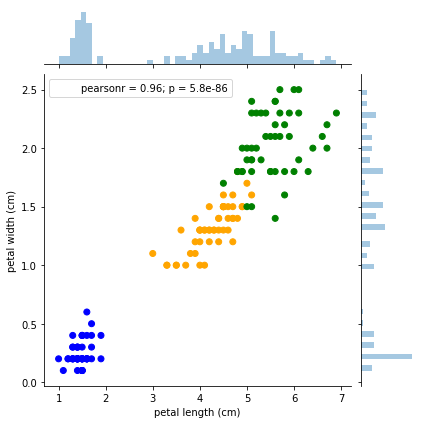 pearsonr = 0.96; p = 5.8e-86
2.5
2.0
1.5
1.0
0.5
0.0
petal width (cm)
1 2 3 4 5 6 7
petal length (cm)